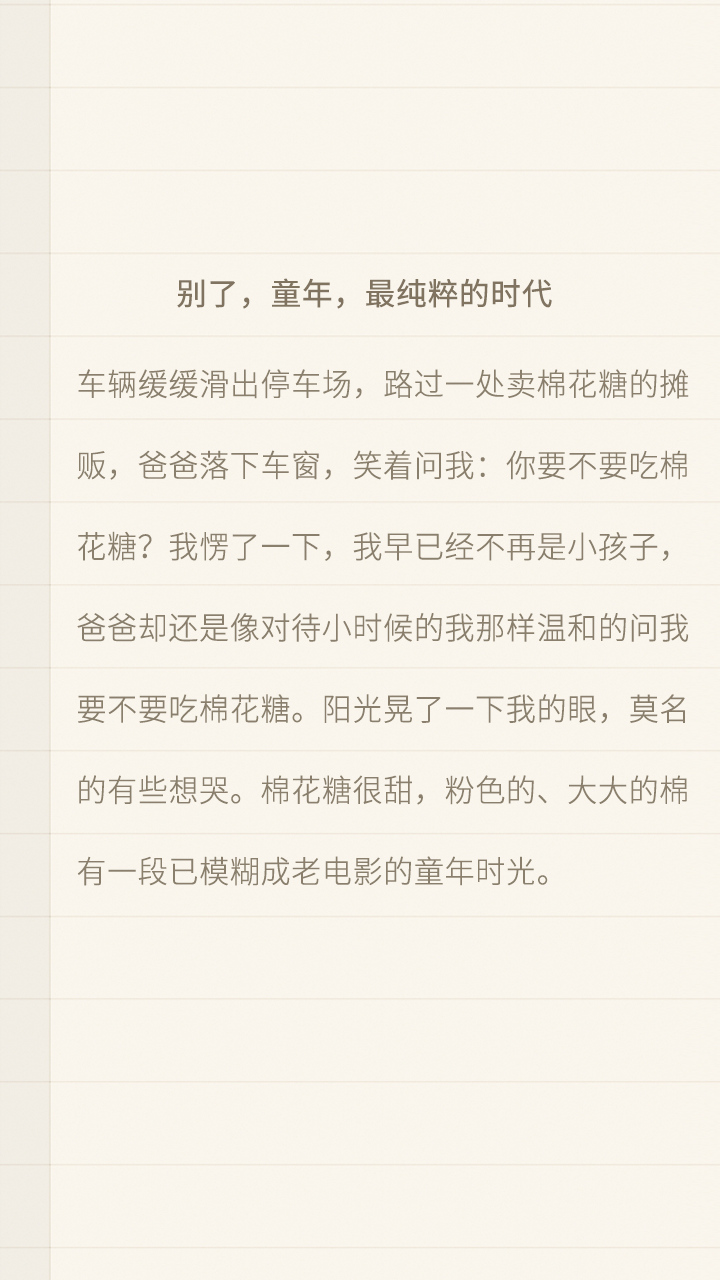 别了，童年，最纯粹的时代
车辆缓缓滑出停车场，路过一处卖棉花糖的摊
贩，爸爸落下车窗，笑着问我：你要不要吃棉
花糖？我愣了一下，我早已经不再是小孩子，
爸爸却还是像对待小时候的我那样温和的问我
要不要吃棉花糖。阳光晃了一下我的眼，莫名
的有些想哭。棉花糖很甜，粉色的、大大的棉
有一段已模糊成老电影的童年时光。